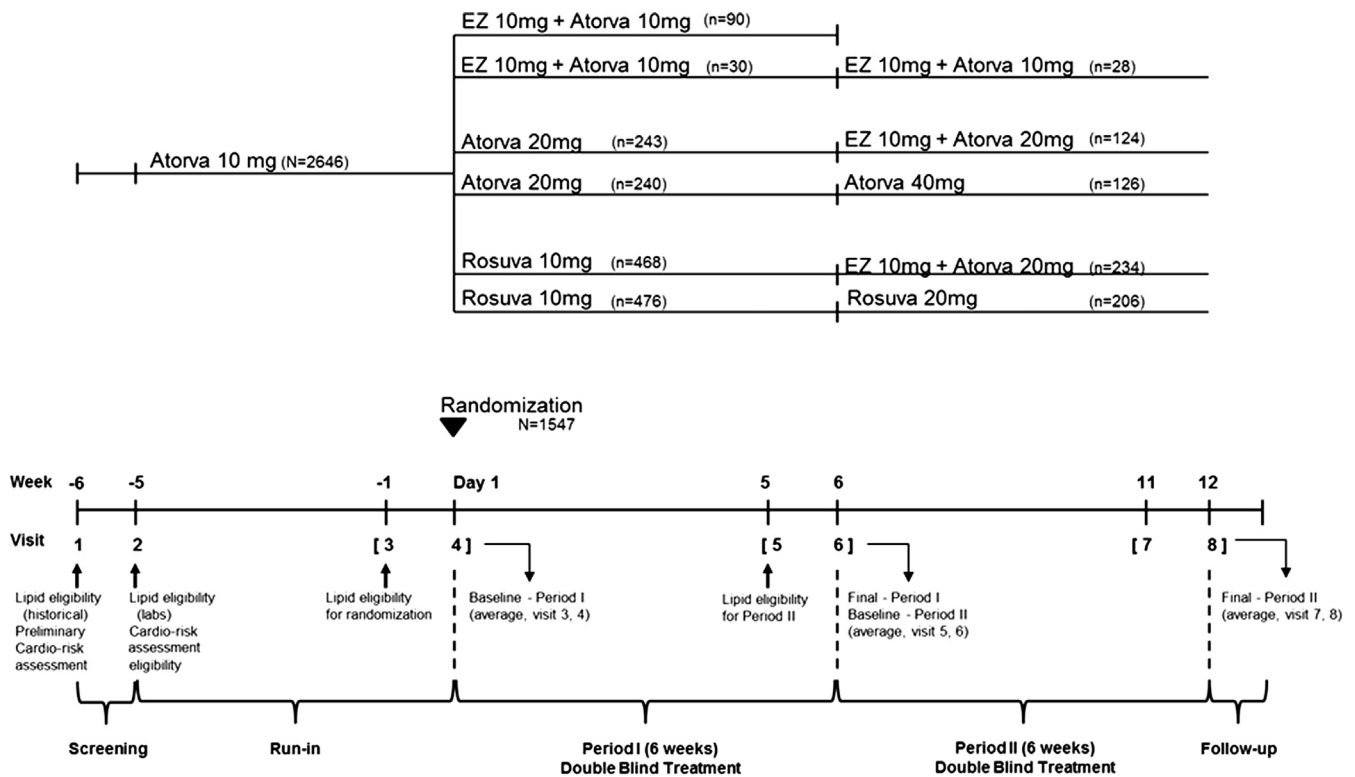 EZ 10mg + Atorva 10mg (n=90)
EZ 10mg + Atorva 10mg (n=30)
EZ 10mg + Atorva 10mg (n=28)
Atorva 10 mg (N=2646)
Atorva 20mg (n=243)
EZ 10mg + Atorva 20mg (n=124)
Atorva 20mg (n=240)
Atorva 40mg (n=126)
Rosuva 10mg (n=468)
EZ 10mg + Atorva 20mg (n=234)
Rosuva 10mg (n=476)
Rosuva 20mg (n=206)
Randomization
N=1547
Week -6 -5 -1 Day 1 5 6 11 12
Visit 1 2 [ 3 4 ] [ 5 6 ] [ 7 8 ]
Lipid eligibility
(historical)
Preliminary
Cardio-risk
assessment
Lipid eligibility
(labs)
Cardio-risk
assessment
eligibility
Lipid eligibility
for randomization
Baseline - Period I
(average, visit 3, 4)
Lipid eligibility
for Period II
Final - Period I
Baseline - Period II
(average, visit 5, 6)
Final - Period II
(average, visit 7, 8)
Screening
Run-in
Period I (6 weeks)
Double Blind Treatment
Period II (6 weeks)
Double Blind Treatment
Follow-up